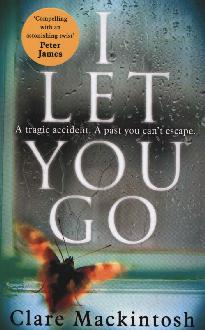 'Compelling
with an
astonishing twist'
Peter
James
I
LET
A tragic accident. A past you can't escape.
YOU
GO
Clare Mackintosh